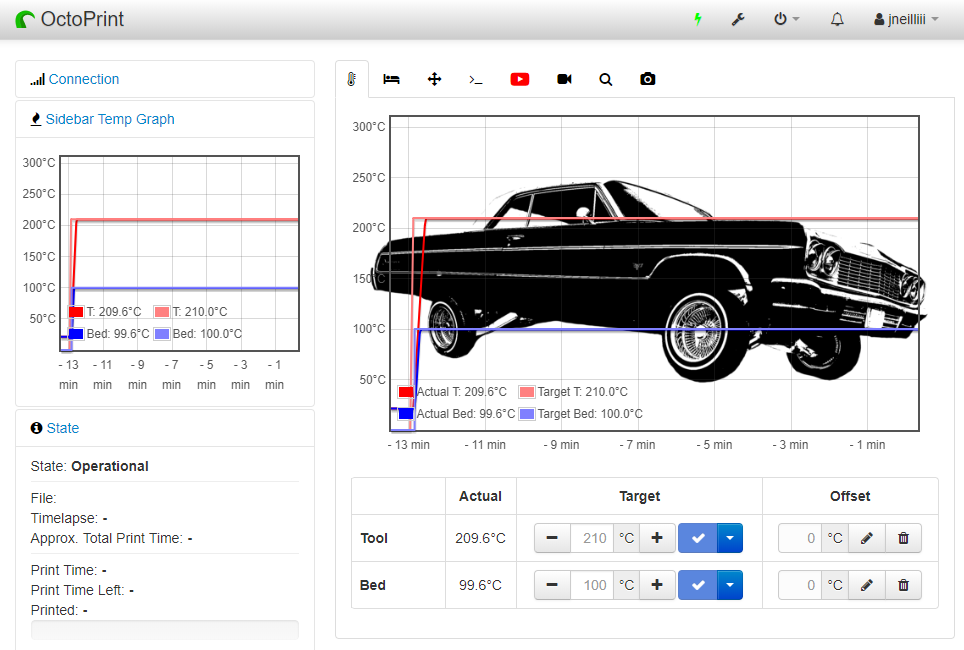 OctoPrint
jneilliii
Connection
Sidebar Temp Graph
300°C
250°C
200°C
150°C
100°C
50°C
T: 209.6°C T: 210.0°C
Bed: 99.6°C Bed: 100.0°C
- 13 min - 11 min - 9 min - 7 min - 5 min - 3 min - 1 min
State
State: Operational
File:
Timelapse: -
Approx. Total Print Time: -
Print Time: -
Print Time Left: -
Printed: -
300°C
250°C
200°C
150°C
100°C
50°C
Actual T: 209.6°C Target T: 210.0°C
Actual Bed: 99.6°C Target Bed: 100.0°C
- 13 min - 11 min - 9 min - 7 min - 5 min - 3 min - 1 min
Actual Target Offset
Tool 209.6°C 210 °C 0 °C
Bed 99.6°C 100 °C 0 °C